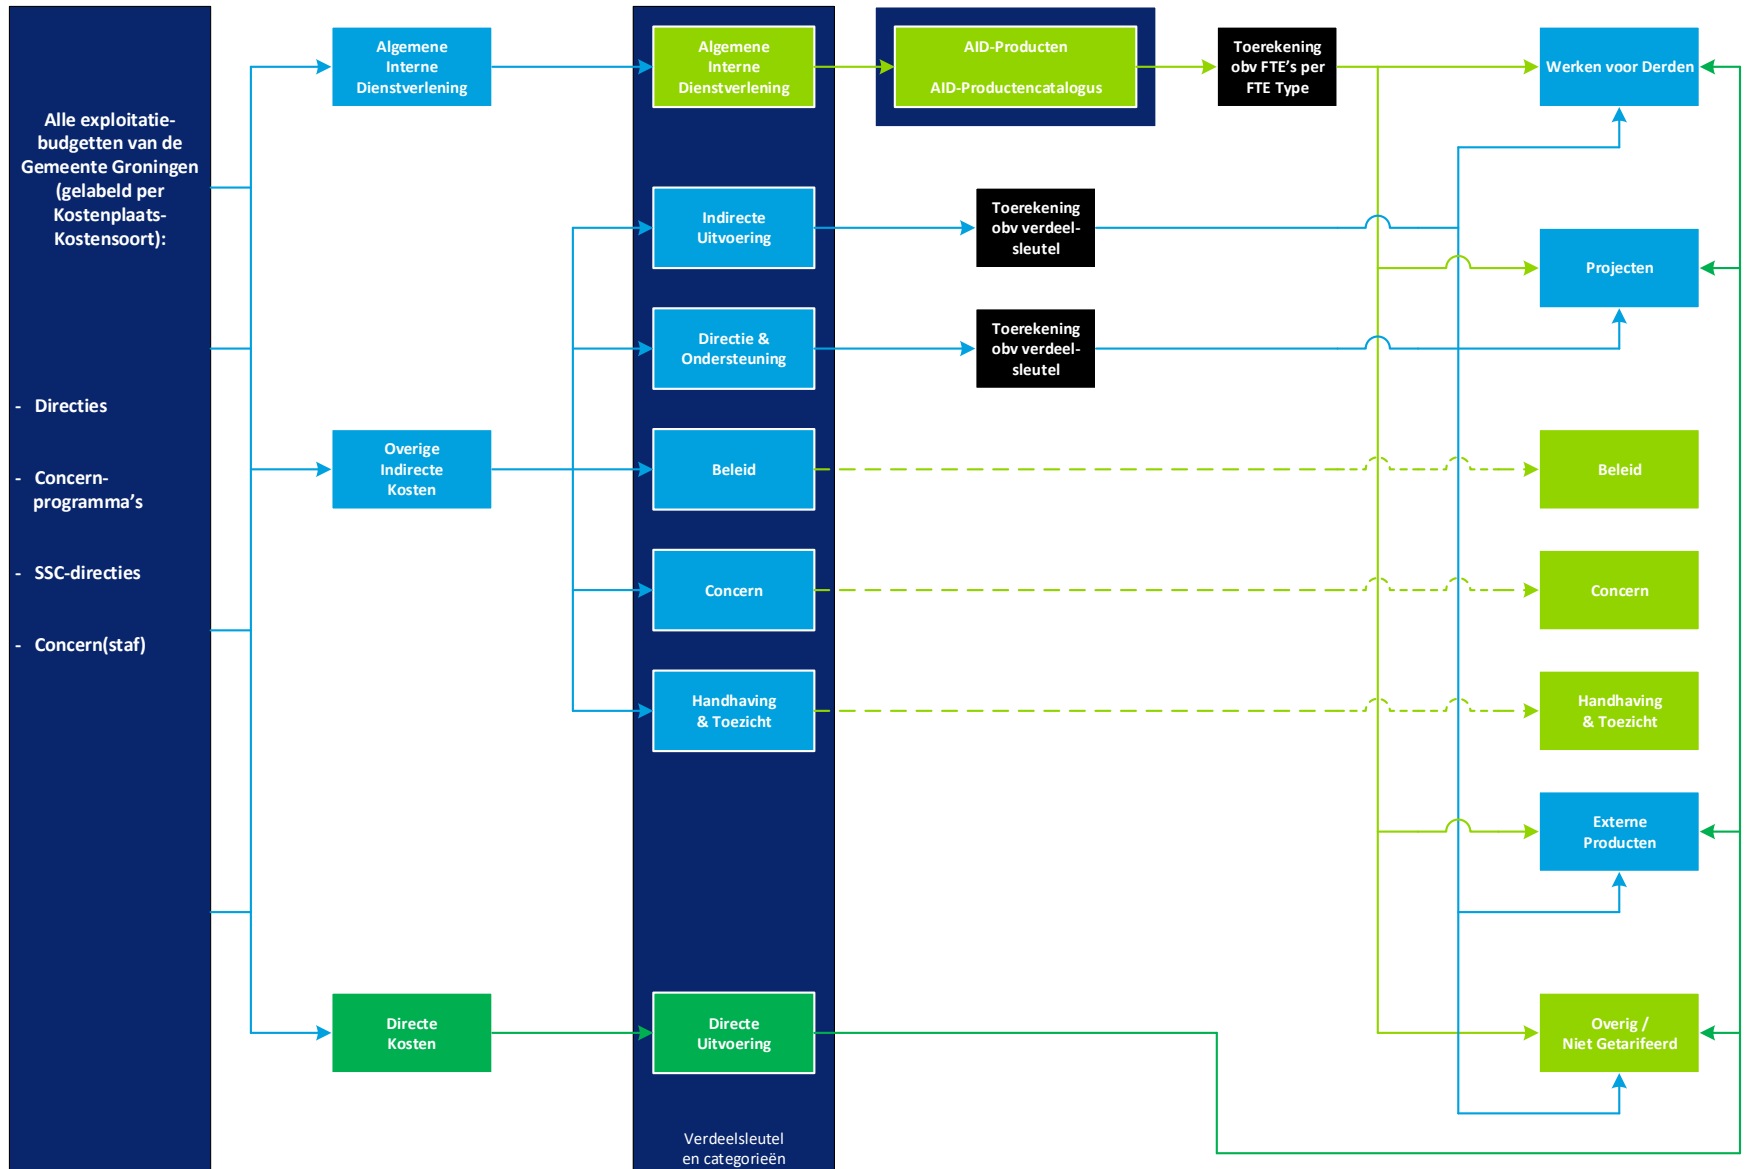 Alle exploitatie-
budgetten van de
Gemeente Groningen
(gelabeld per
Kostenplaats-
Kostensoort):
- Directies
- Concern-
programma's
- SSC-directies
- Concern(staf)
Algemene
Interne
Dienstverlening
Overige
Indirecte
Kosten
Directe
Kosten
Algemene
Interne
Dienstverlening
Indirecte
Uitvoering
Directie &
Ondersteuning
Beleid
Concern
Handhaving
& Toezicht
Directe
Uitvoering
Verdeelsleutel
en categorieën
AID-Producten
AID-Productencatalogus
Toerekening
obv verdeel-
sleutel
Toerekening
obv verdeel-
sleutel
Toerekening
obv FTE's per
FTE Type
Werken voor Derden
Projecten
Beleid
Concern
Handhaving
& Toezicht
Externe
Producten
Overig /
Niet Getarifeerd